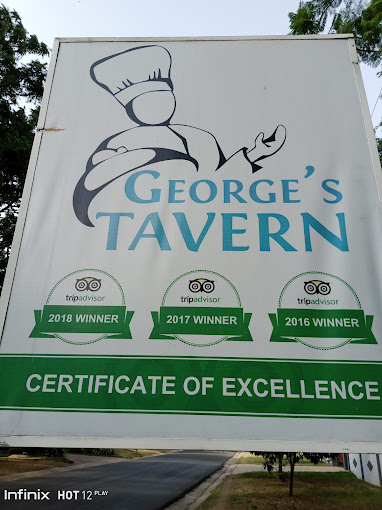 GEORGE'S
TAVERN
tripadvisor
2018 WINNER
tripadvisor
2017 WINNER
tripadvisor
2016 WINNER
CERTIFICATE OF EXCELLENCE
Infinix HOT 12 PLAY